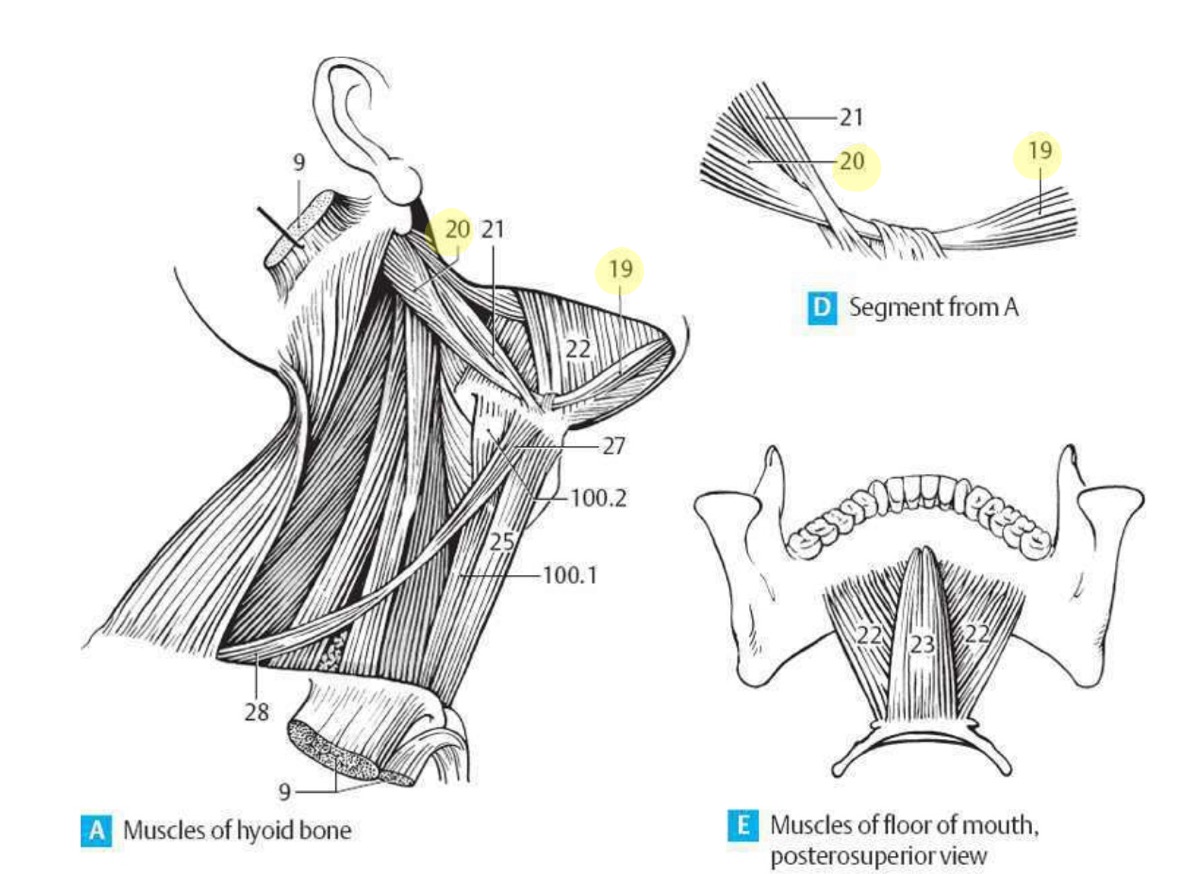 9
20 21
19
22
27
100.2
25
100.1
28
9
A Muscles of hyoid bone
21
20
19
D Segment from A
22 23 22
E Muscles of floor of mouth,
posterosuperior view